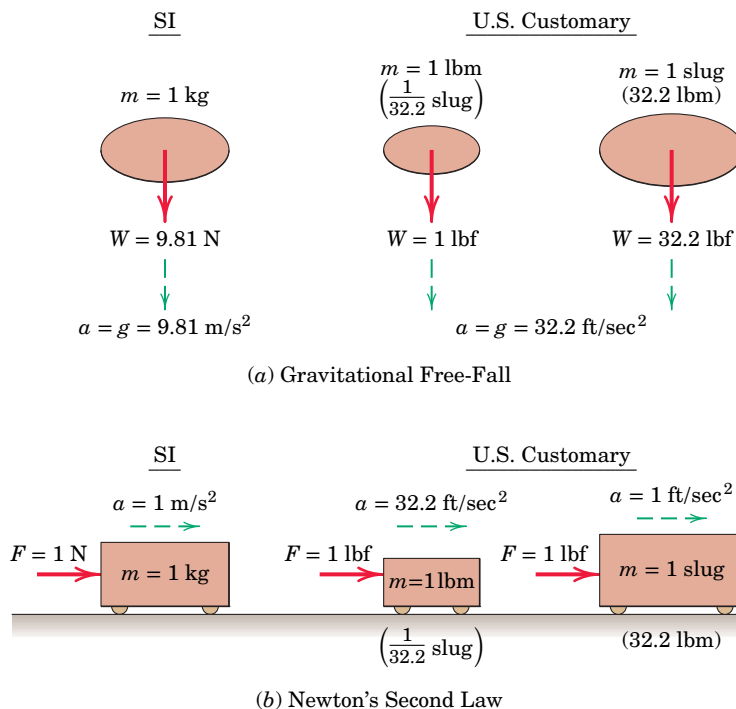 SI
U.S. Customary
m = 1 kg
m = 1 lbm
(1/32.2 slug)
m = 1 slug
(32.2 lbm)
W = 9.81 N
W = 1 lbf
W = 32.2 lbf
a = g = 9.81 m/s²
a = g = 32.2 ft/sec²
(a) Gravitational Free-Fall
SI
U.S. Customary
a = 1 m/s²
a = 32.2 ft/sec²
a = 1 ft/sec²
F = 1 N
m = 1 kg
F = 1 lbf
m = 1 lbm
F = 1 lbf
m = 1 slug
(1/32.2 slug)
(32.2 lbm)
(b) Newton's Second Law